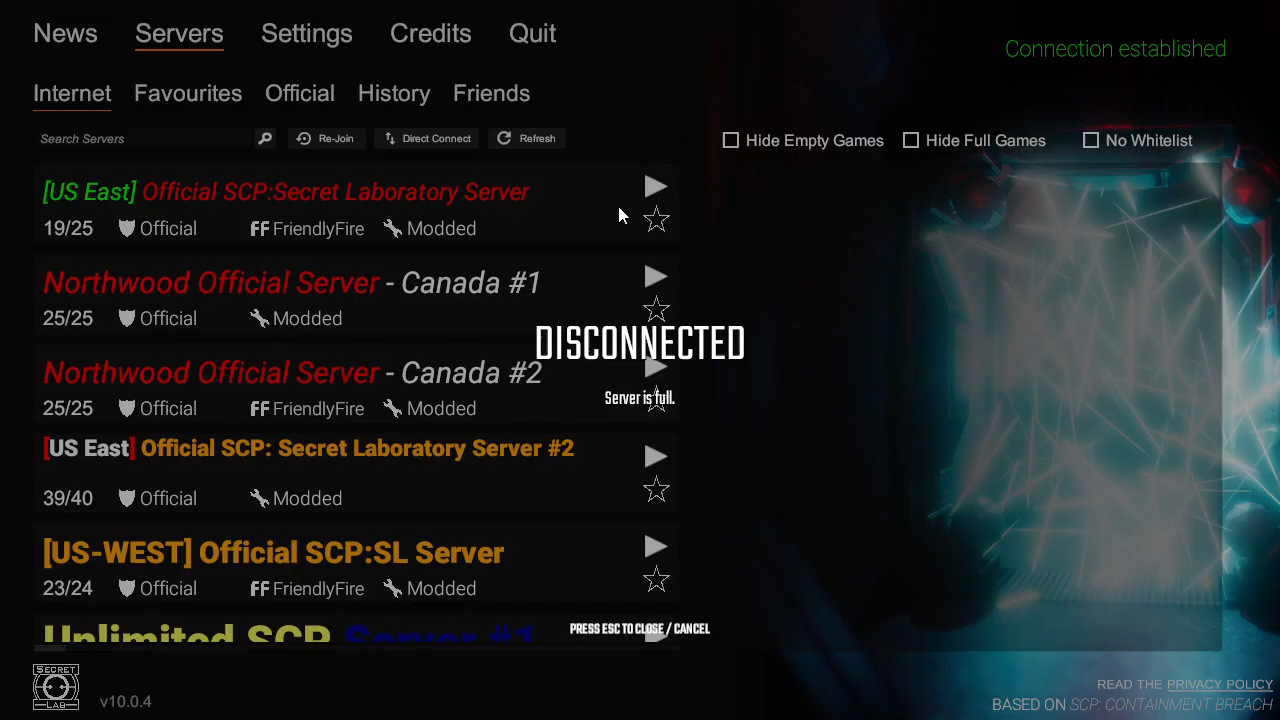 News Servers Settings Credits Quit
Connection established
Internet Favourites Official History Friends
Search Servers Re-Join Direct Connect Refresh
Hide Empty Games Hide Full Games No Whitelist
[US East] Official SCP:Secret Laboratory Server
19/25 Official FF FriendlyFire Modded
Northwood Official Server - Canada #1
25/25 Official Modded
DISCONNECTED
Northwood Official Server - Canada #2
Server is full.
25/25 Official FF FriendlyFire Modded
[US East] Official SCP: Secret Laboratory Server #2
39/40 Official Modded
[US-WEST] Official SCP:SL Server
23/24 Official FF FriendlyFire Modded
Unlimited SCP Server #1
PRESS ESC TO CLOSE / CANCEL
SECRET
LAB
v10.0.4
READ THE PRIVACY POLICY
BASED ON SCP: CONTAINMENT BREACH